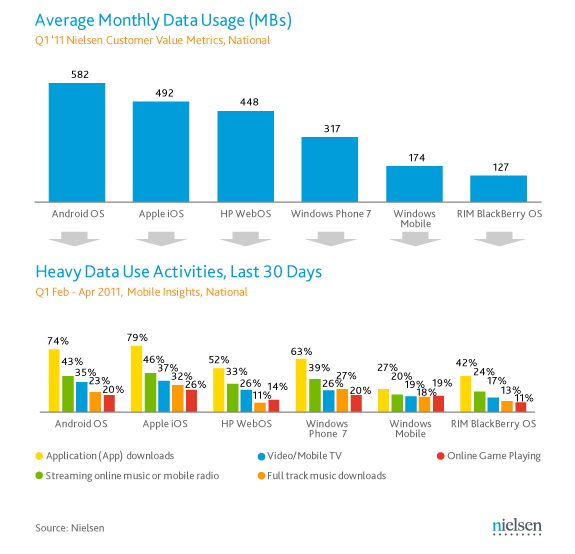 Average Monthly Data Usage (MBs)
Q1 '11 Nielsen Customer Value Metrics, National
582
492
448
317
174
127
Android OS
Apple iOS
HP WebOS
Windows Phone 7
Windows
Mobile
RIM BlackBerry OS
Heavy Data Use Activities, Last 30 Days
Q1 Feb - Apr 2011, Mobile Insights, National
74%
43%
35%
23%
20%
79%
46%
37%
32%
26%
52%
33%
26%
11%
14%
63%
39%
26%
27%
20%
27%
20%
19%
18%
19%
42%
24%
17%
13%
11%
Android OS
Apple iOS
HP WebOS
Windows
Phone 7
Windows
Mobile
RIM BlackBerry OS
Application (App) downloads
Video/Mobile TV
Online Game Playing
Streaming online music or mobile radio
Full track music downloads
Source: Nielsen
nielsen